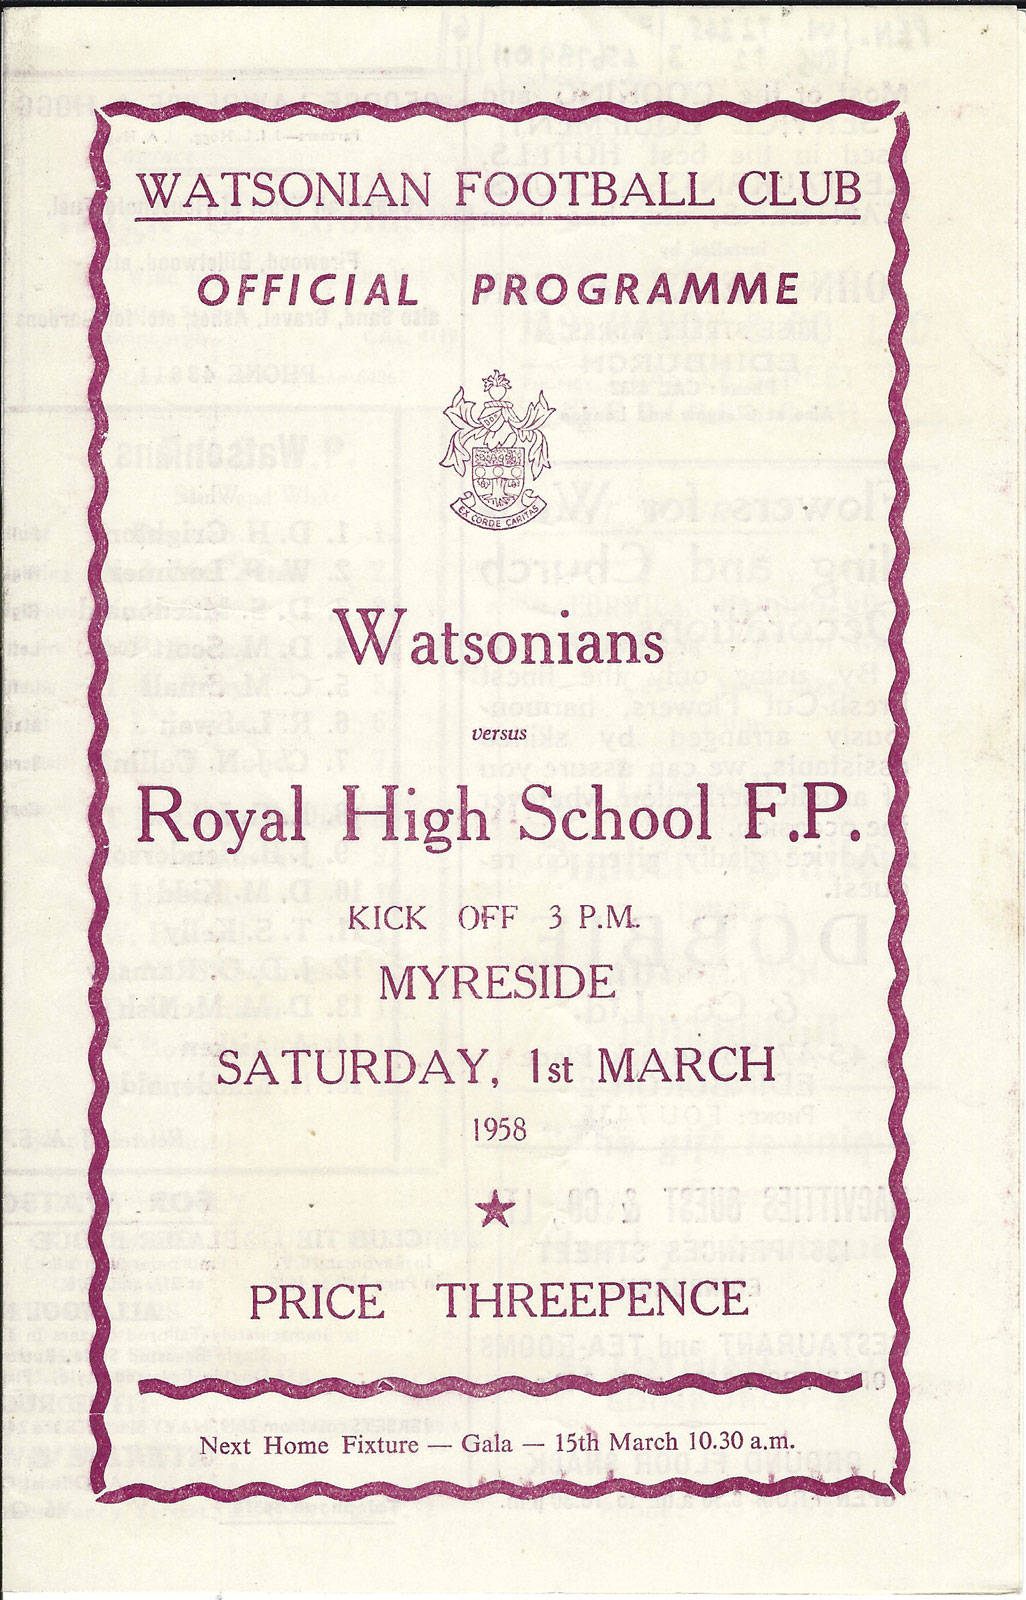 WATSONIAN FOOTBALL CLUB
OFFICIAL PROGRAMME
EX CORDE CARITAS
Watsonians
versus
Royal High School F.P.
KICK OFF 3 P.M.
MYRESIDE
SATURDAY, 1st MARCH
1958
PRICE THREEPENCE
Next Home Fixture — Gala — 15th March 10.30 a.m.